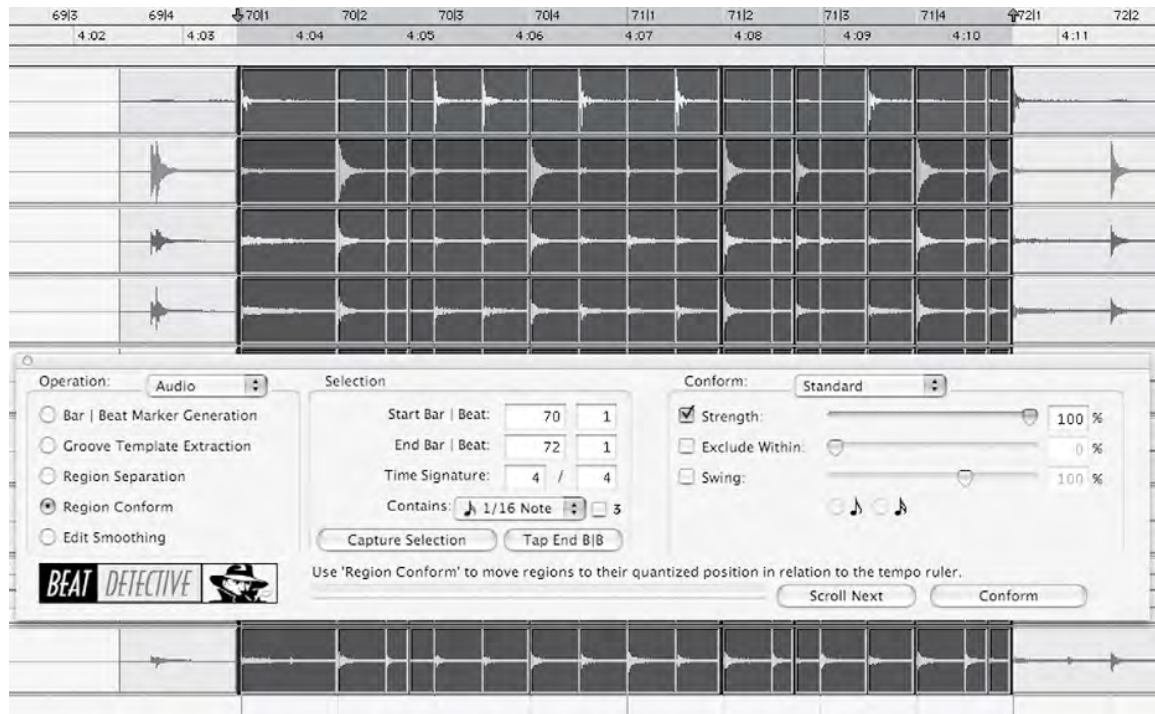 69|3 69|4 70|1 70|2 70|3 70|4 71|1 71|2 71|3 71|4 72|1 72|2
4:02 4:03 4:04 4:05 4:06 4:07 4:08 4:09 4:10 4:11
Operation: Audio
Bar | Beat Marker Generation
Groove Template Extraction
Region Separation
Region Conform
Edit Smoothing
BEAT DETECTIVE
Selection
Start Bar | Beat: 70 1
End Bar | Beat: 72 1
Time Signature: 4 / 4
Contains: 1/16 Note 3
Capture Selection Tap End B|B
Conform: Standard
Strength: 100 %
Exclude Within: 0 %
Swing: 100 %
Use 'Region Conform' to move regions to their quantized position in relation to the tempo ruler.
Scroll Next Conform